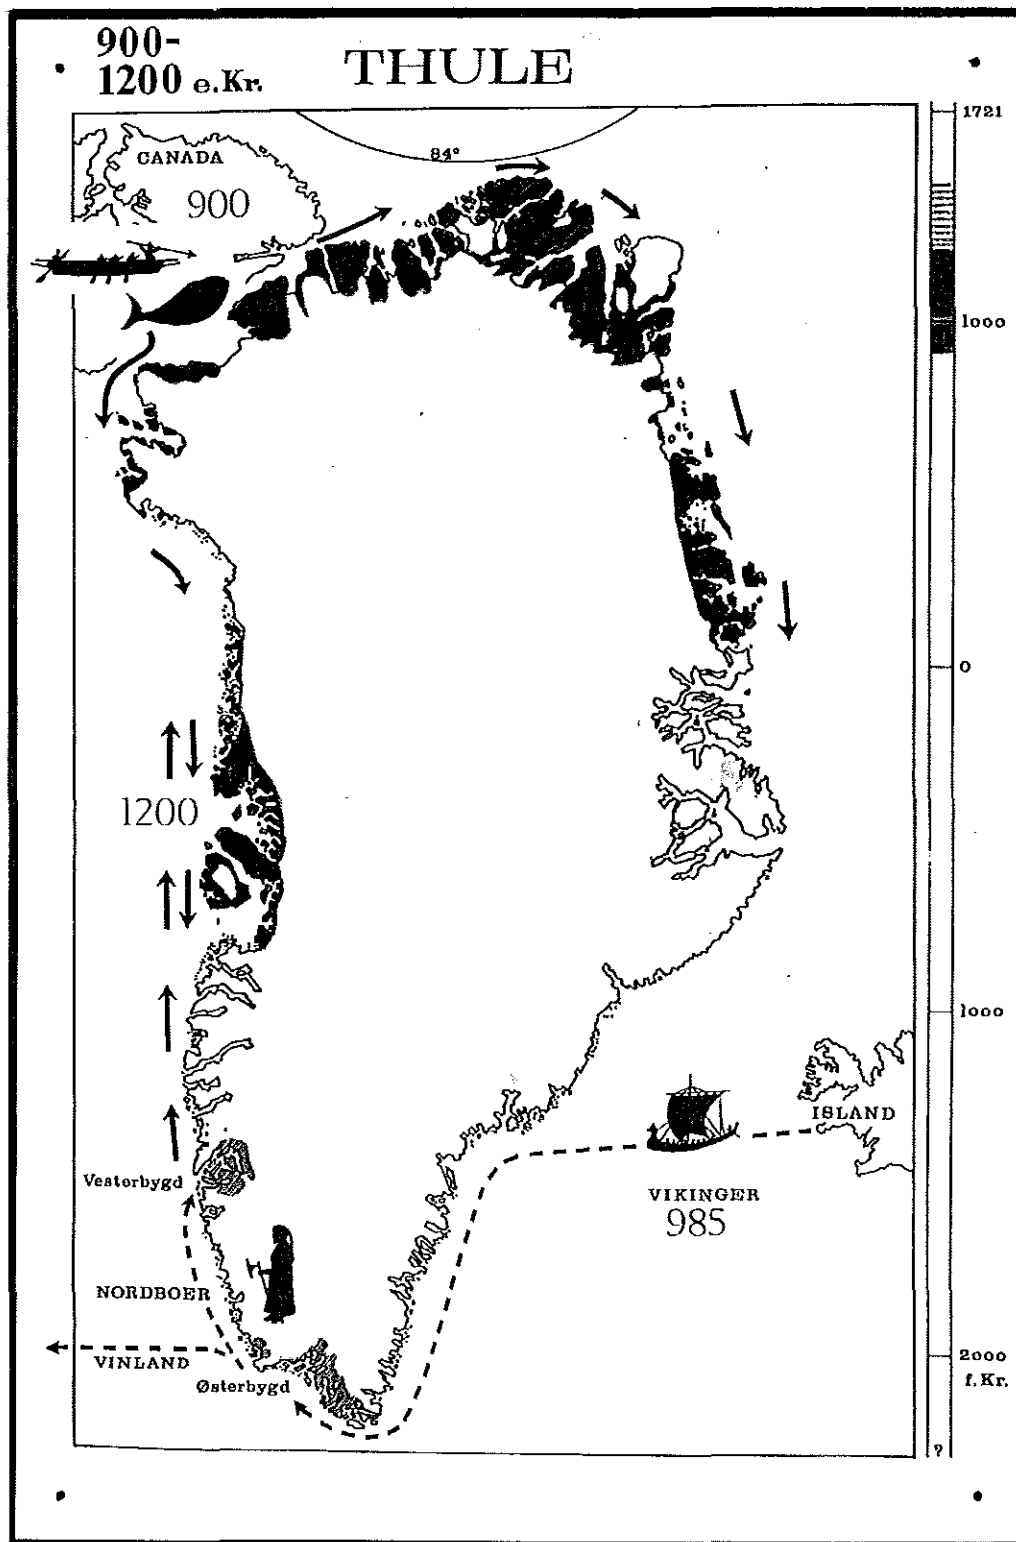 900-
1200 e.Kr.
THULE
1721
84°
CANADA
900
1000
0
1200
1000
ISLAND
Vesterbygd
VIKINGER
985
NORDBOER
VINLAND
2000
f.Kr.
Østerbygd
?